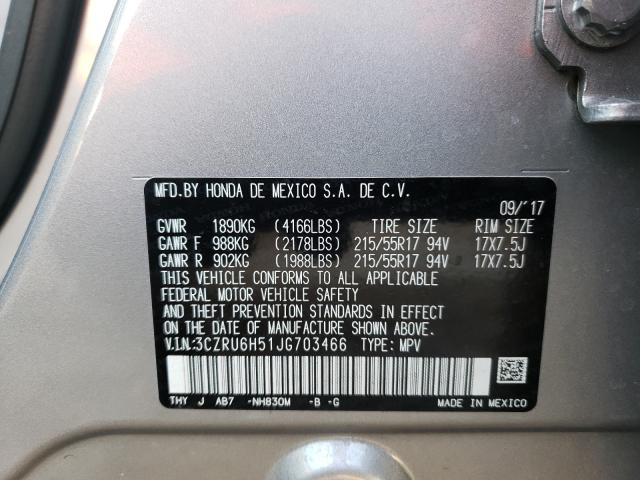 MFD.BY HONDA DE MEXICO S.A. DE C.V.
09/'17
GVWR 1890KG (4166LBS) TIRE SIZE RIM SIZE
GAWR F 988KG (2178LBS) 215/55R17 94V 17X7.5J
GAWR R 902KG (1988LBS) 215/55R17 94V 17X7.5J
THIS VEHICLE CONFORMS TO ALL APPLICABLE
FEDERAL MOTOR VEHICLE SAFETY
AND THEFT PREVENTION STANDARDS IN EFFECT
ON THE DATE OF MANUFACTURE SHOWN ABOVE.
V.I.N:3CZRU6H51JG703466 TYPE: MPV
THY J AB7 -NH830M -B -G MADE IN MEXICO